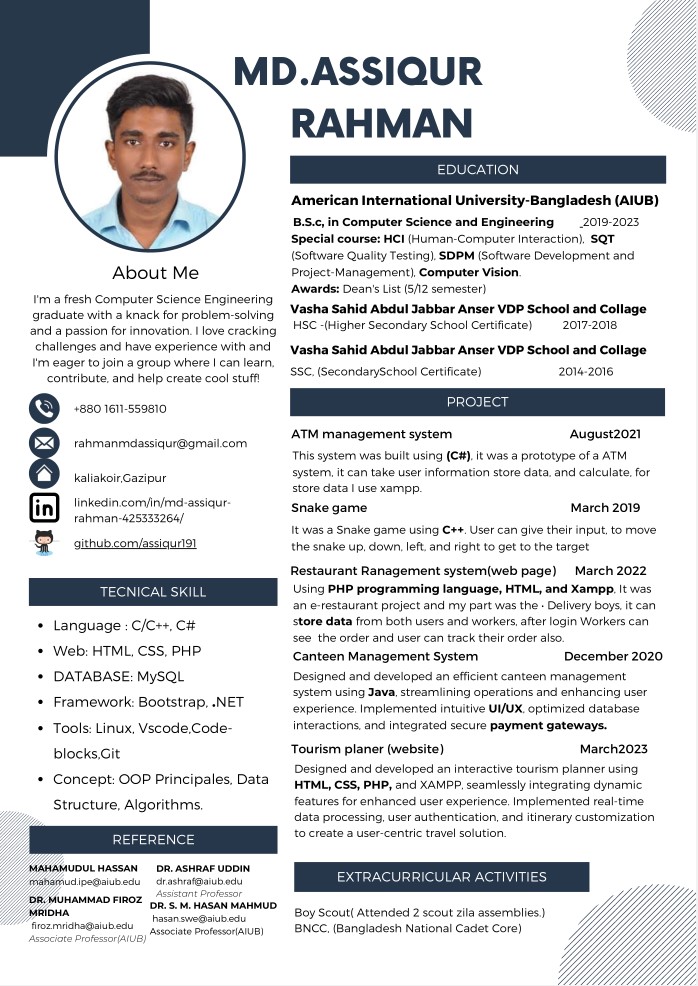 MD.ASSIQUR
RAHMAN
About Me
I'm a fresh Computer Science Engineering
graduate with a knack for problem-solving
and a passion for innovation. I love cracking
challenges and have experience with and
I'm eager to join a group where I can learn,
contribute, and help create cool stuff!
+880 1611-559810
rahmanmdassiqur@gmail.com
kaliakoir,Gazipur
linkedin.com/in/md-assiqur-
rahman-425333264/
github.com/assiqur191
TECNICAL SKILL
• Language : C/C++, C#
• Web: HTML, CSS, PHP
• DATABASE: MySQL
• Framework: Bootstrap, .NET
• Tools: Linux, Vscode,Code-
blocks,Git
• Concept: OOP Principales, Data
Structure, Algorithms.
REFERENCE
MAHAMUDUL HASSAN
mahamud.ipe@aiub.edu
DR. ASHRAF UDDIN
dr.ashraf@aiub.edu
Assistant Professor
DR. MUHAMMAD FIROZ
MRIDHA
firoz.mridha@aiub.edu
Associate Professor(AIUB)
DR. S. M. HASAN MAHMUD
hasan.swe@aiub.edu
Associate Professor(AIUB)
EDUCATION
American International University-Bangladesh (AIUB)
B.S.c, in Computer Science and Engineering _2019-2023
Special course: HCI (Human-Computer Interaction), SQT
(Software Quality Testing), SDPM (Software Development and
Project-Management), Computer Vision.
Awards: Dean's List (5/12 semester)
Vasha Sahid Abdul Jabbar Anser VDP School and Collage
HSC -(Higher Secondary School Certificate) 2017-2018
Vasha Sahid Abdul Jabbar Anser VDP School and Collage
SSC, (SecondarySchool Certificate) 2014-2016
PROJECT
ATM management system August2021
This system was built using (C#), it was a prototype of a ATM
system, it can take user information store data, and calculate, for
store data I use xampp.
Snake game March 2019
It was a Snake game using C++. User can give their input, to move
the snake up, down, left, and right to get to the target
Restaurant Ranagement system(web page) March 2022
Using PHP programming language, HTML, and Xampp. It was
an e-restaurant project and my part was the · Delivery boys, it can
store data from both users and workers, after login Workers can
see the order and user can track their order also.
Canteen Management System December 2020
Designed and developed an efficient canteen management
system using Java, streamlining operations and enhancing user
experience. Implemented intuitive UI/UX, optimized database
interactions, and integrated secure payment gateways.
Tourism planer (website) March2023
Designed and developed an interactive tourism planner using
HTML, CSS, PHP, and XAMPP, seamlessly integrating dynamic
features for enhanced user experience. Implemented real-time
data processing, user authentication, and itinerary customization
to create a user-centric travel solution.
EXTRACURRICULAR ACTIVITIES
Boy Scout( Attended 2 scout zila assemblies.)
BNCC, (Bangladesh National Cadet Core)